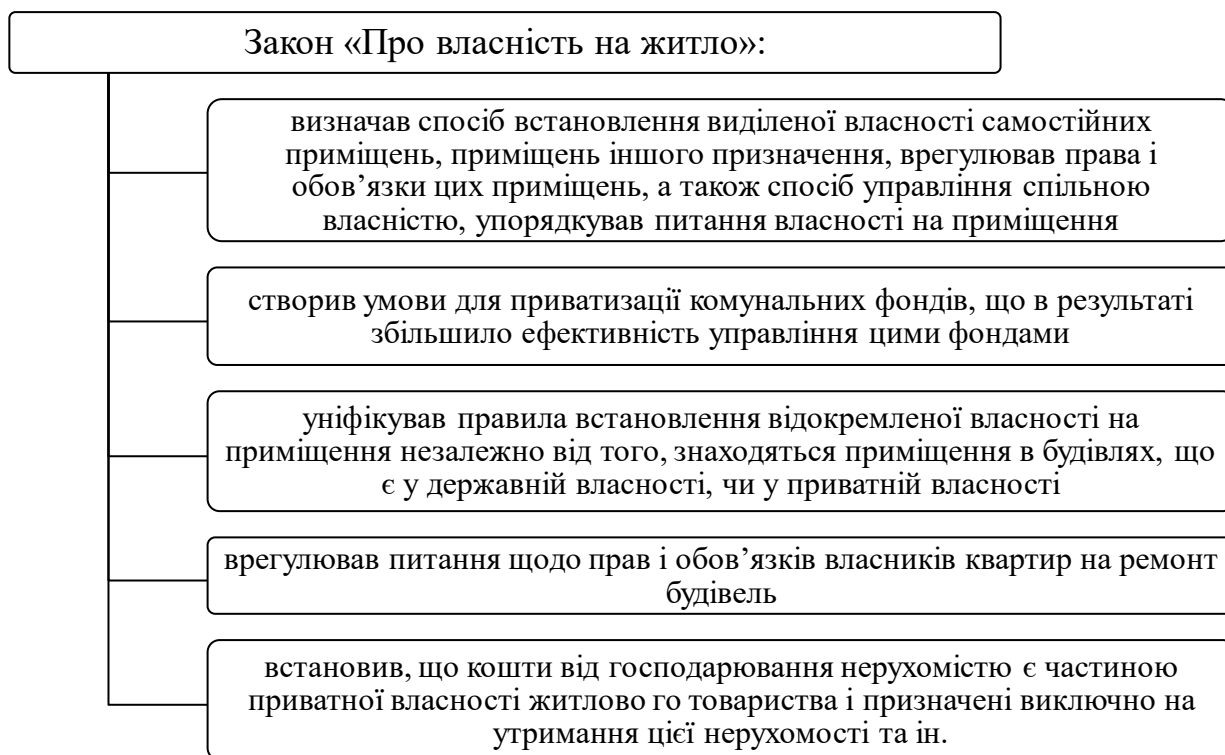 Закон «Про власність на житло»:
визначав спосіб встановлення виділеної власності самостійних
приміщень, приміщень іншого призначення, врегулював права і
обов’язки цих приміщень, а також спосіб управління спільною
власністю, упорядкував питання власності на приміщення
створив умови для приватизації комунальних фондів, що в результаті
збільшило ефективність управління цими фондами
уніфікував правила встановлення відокремленої власності на
приміщення незалежно від того, знаходяться приміщення в будівлях, що
є у державній власності, чи у приватній власності
врегулював питання щодо прав і обов’язків власників квартир на ремонт
будівель
встановив, що кошти від господарювання нерухомістю є частиною
приватної власності житлово го товариства і призначені виключно на
утримання цієї нерухомості та ін.